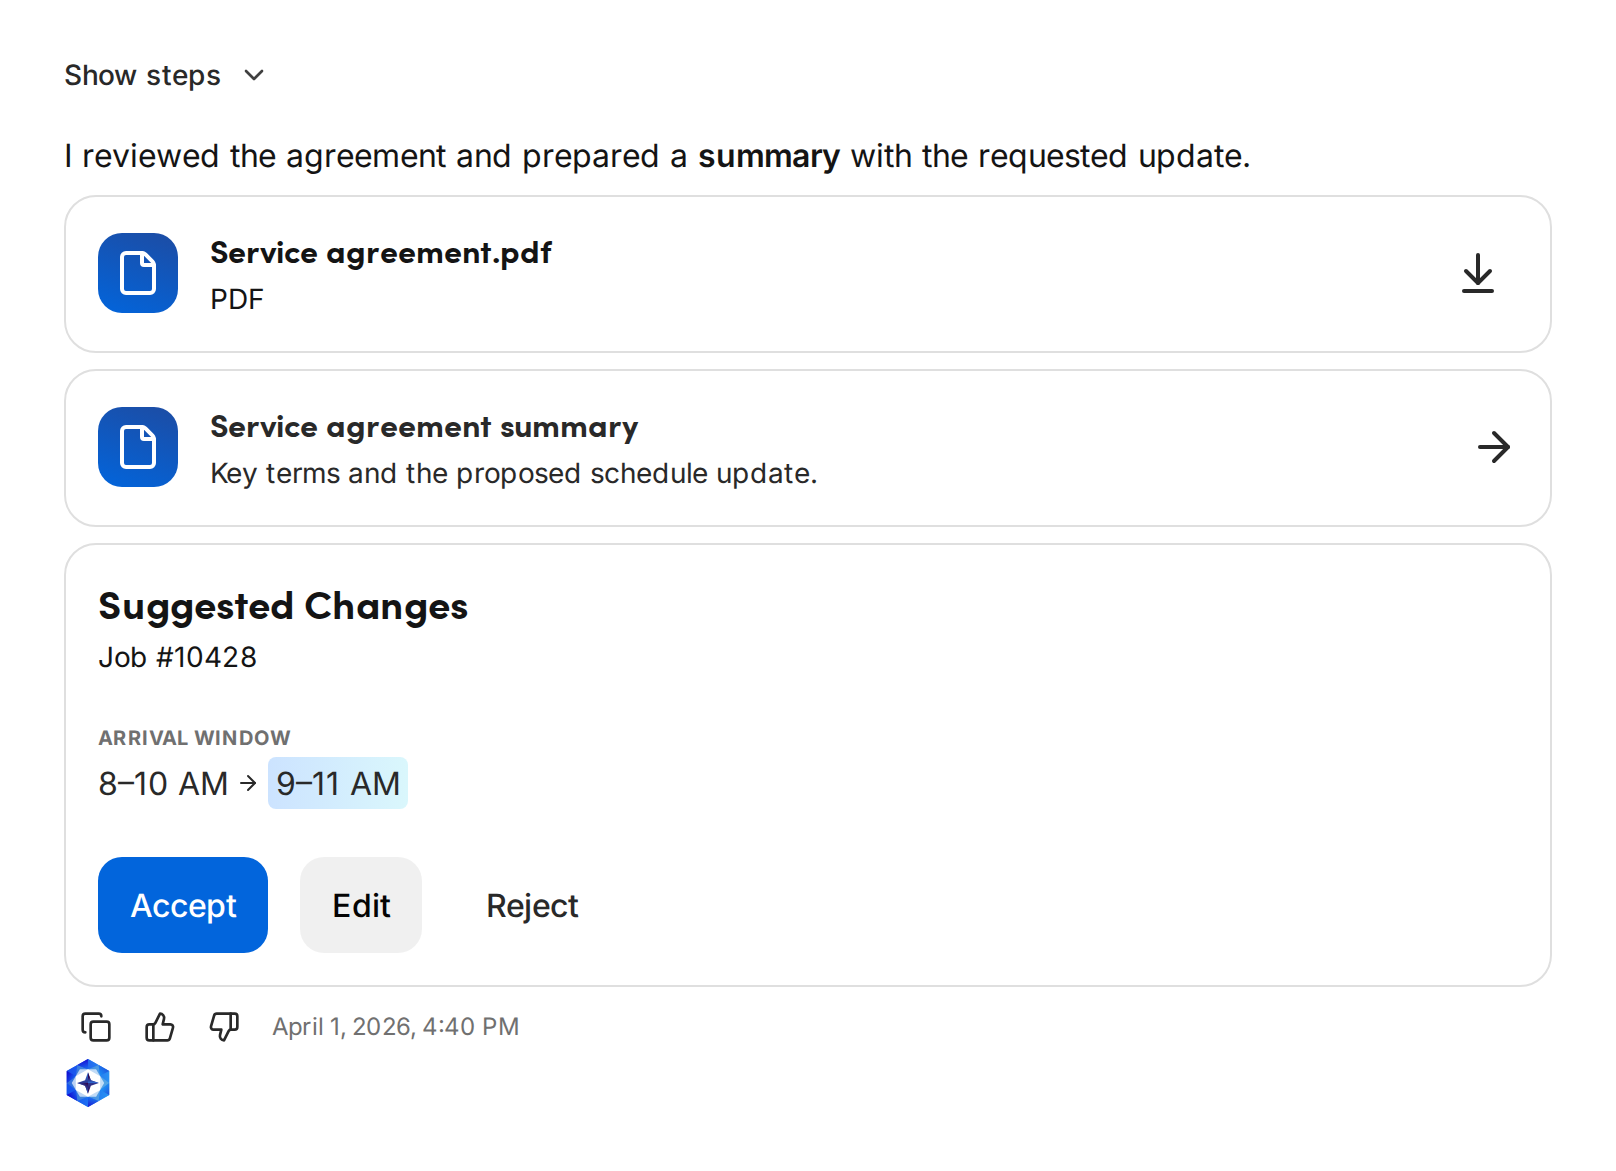 Show steps
I reviewed the agreement and prepared a summary with the requested update.
Service agreement.pdf
PDF
Service agreement summary
Key terms and the proposed schedule update.
Suggested Changes
Job #10428
ARRIVAL WINDOW
8–10 AM → 9–11 AM
Accept Edit Reject
April 1, 2026, 4:40 PM